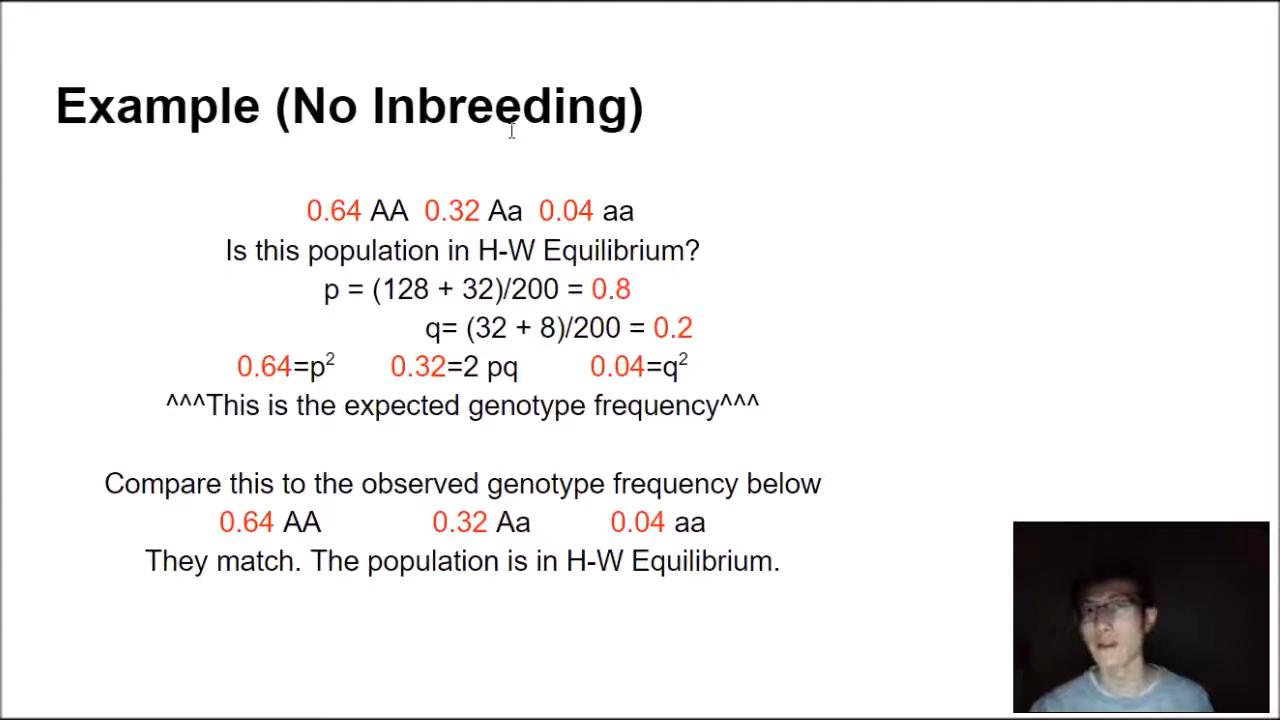 Example (No Inbreeding)
0.64 AA 0.32 Aa 0.04 aa
Is this population in H-W Equilibrium?
p = (128 + 32)/200 = 0.8
q= (32 + 8)/200 = 0.2
0.64=p² 0.32=2 pq 0.04=q²
^^^This is the expected genotype frequency^^^
Compare this to the observed genotype frequency below
0.64 AA 0.32 Aa 0.04 aa
They match. The population is in H-W Equilibrium.